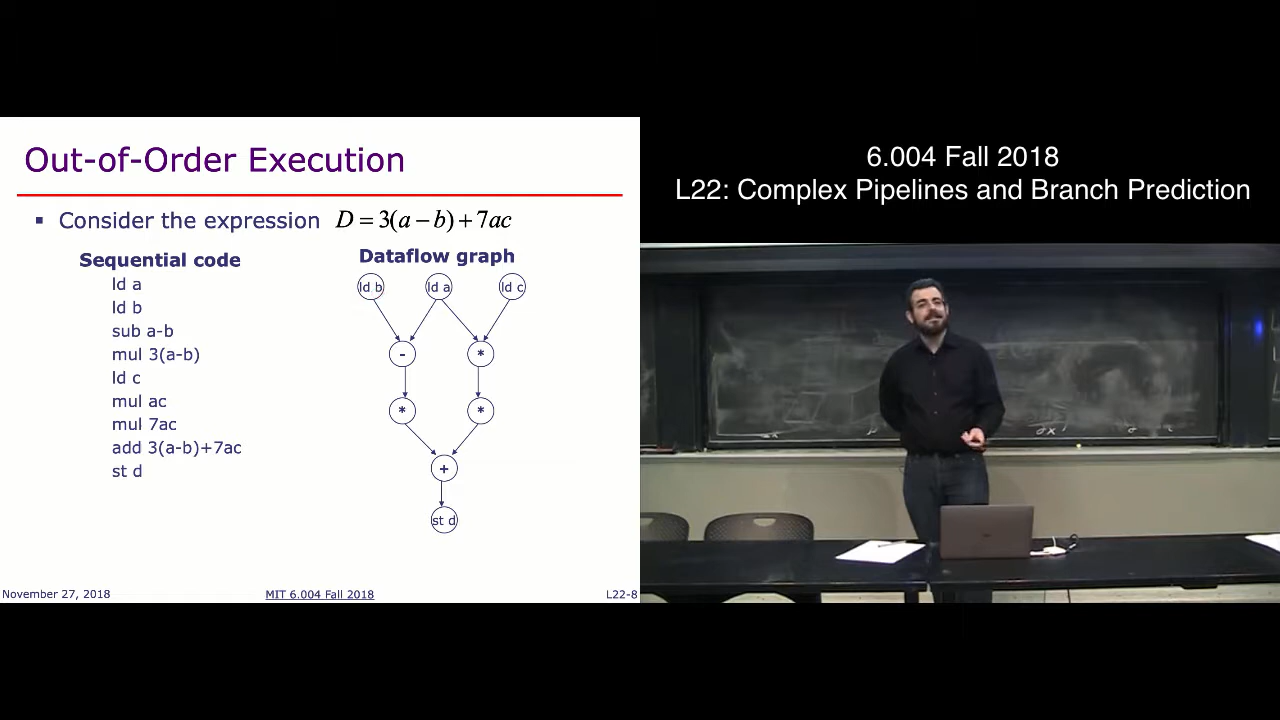 Out-of-Order Execution
▪ Consider the expression D = 3(a − b) + 7ac
Sequential code
ld a
ld b
sub a-b
mul 3(a-b)
ld c
mul ac
mul 7ac
add 3(a-b)+7ac
st d
Dataflow graph
ld b ld a ld c
- *
* *
+
st d
November 27, 2018 MIT 6.004 Fall 2018 L22-8
6.004 Fall 2018
L22: Complex Pipelines and Branch Prediction